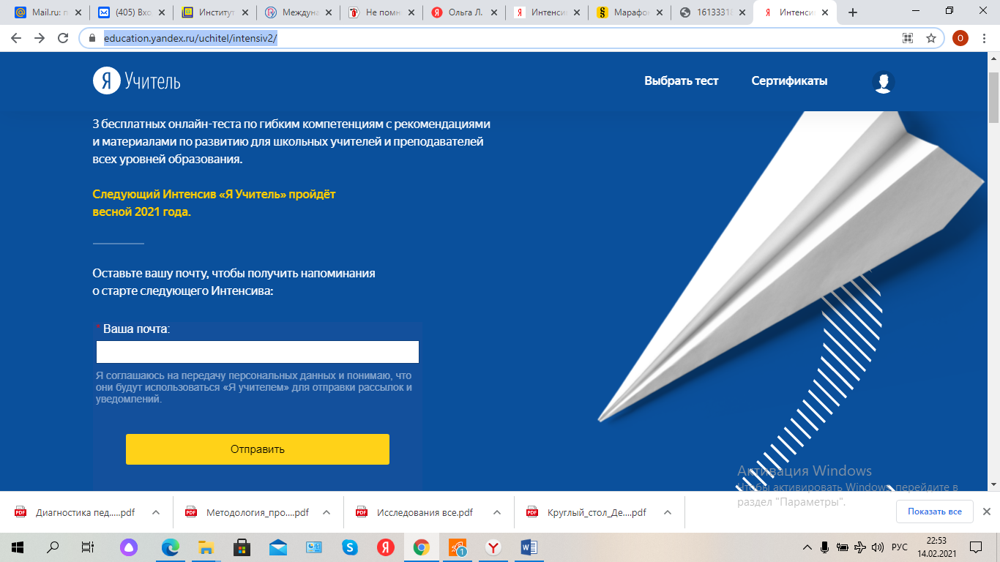 Mail.ru: п
(405) Вхо
Институт
Междуна
Не помн
Ольга Л.
Интенси
Марафон
16133318
Интенси
education.yandex.ru/uchitel/intensiv2/
О
Я Учитель
Выбрать тест
Сертификаты
3 бесплатных онлайн-теста по гибким компетенциям с рекомендациями
и материалами по развитию для школьных учителей и преподавателей
всех уровней образования.
Следующий Интенсив «Я Учитель» пройдёт
весной 2021 года.
Оставьте вашу почту, чтобы получить напоминания
о старте следующего Интенсива:
* Ваша почта:
Я соглашаюсь на передачу персональных данных и понимаю, что
они будут использоваться «Я учителем» для отправки рассылок и
уведомлений.
Отправить
Активация Windows
Чтобы активировать Windows, перейдите в
раздел "Параметры".
Диагностика пед.....pdf
Методология_про....pdf
Исследования все.pdf
Круглый_стол_Де....pdf
Показать все
РУС
22:53
14.02.2021